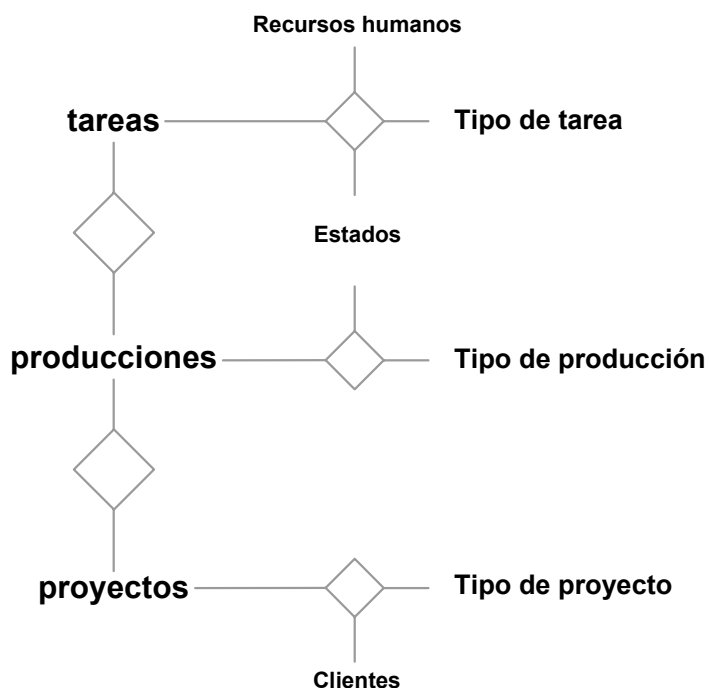 Recursos humanos
tareas
Tipo de tarea
Estados
producciones
Tipo de producción
proyectos
Tipo de proyecto
Clientes